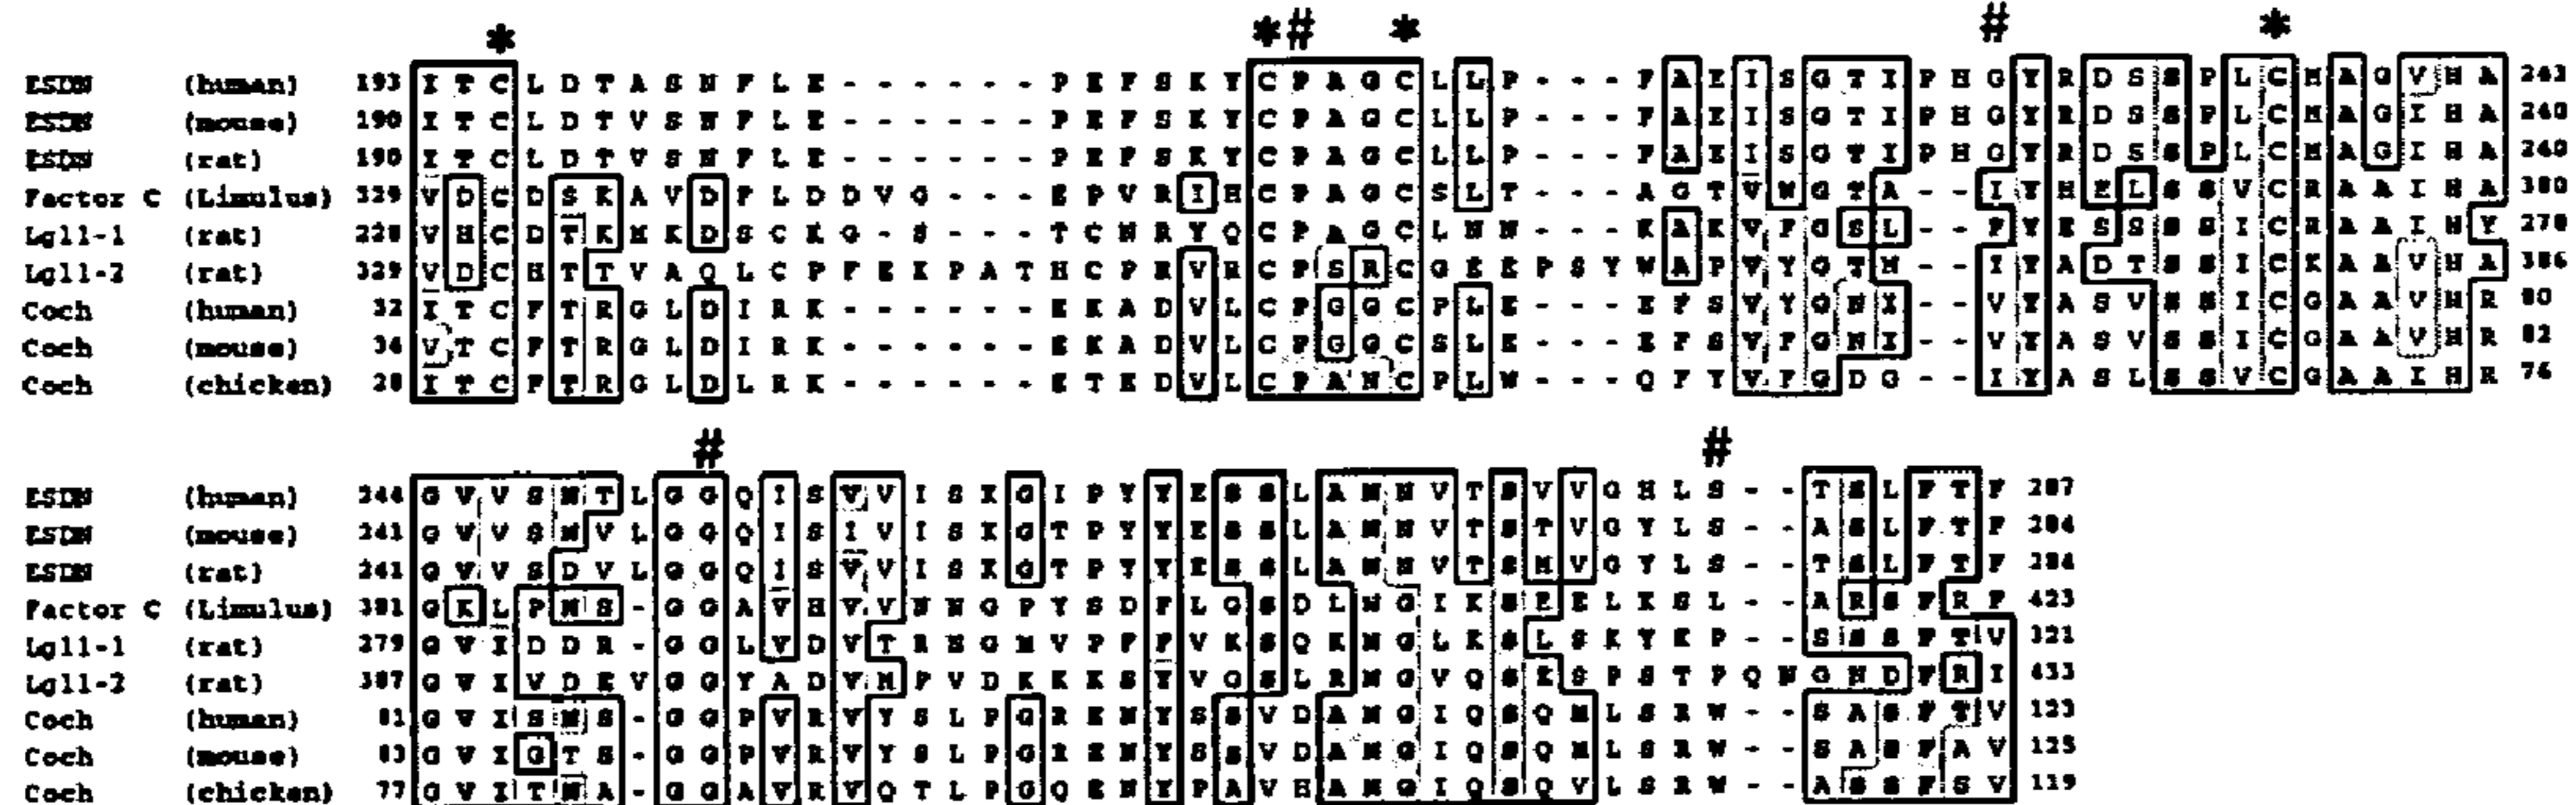 * * # * # *
ESDN (human) 193 I T C L D T A S N F L E - - - - - - P E F S K Y C P A G C L L P - - - F A E I S G T I P H G Y R D S S P L C M A G V H A 243
ESDN (mouse) 190 I T C L D T V S N F L E - - - - - - P E F S K Y C P A G C L L P - - - F A E I S G T I P H G Y R D S S P L C M A G I H A 240
ESDN (rat) 190 I T C L D T V S N F L E - - - - - - P E F S K Y C P A G C L L P - - - F A E I S G T I P H G Y R D S S P L C M A G I H A 240
Factor C (Limulus) 329 V D C D S K A V D F L D D V G - - - E P V R I H C P A G C S L T - - - A G T V W G T A - - I Y H E L S S V C R A A I H A 380
Lgl1-1 (rat) 228 V H C D T K M K D S C K G - S - - - T C N R Y Q C P A G C L N N - - - K A K V F G S L - - F Y E S S S S I C R A A I H Y 278
Lgl1-2 (rat) 329 V D C H T T V A Q L C P F E K P A T H C P R V R C P S R C G E E P S Y W A P V Y G T N - - I Y A D T S S I C K A A V H A 386
Coch (human) 32 I T C F T R G L D I R K - - - - - - E K A D V L C P G G C P L E - - - E F S V Y G N I - - V Y A S V S S I C G A A V H R 80
Coch (mouse) 34 V T C F T R G L D I R K - - - - - - E K A D V L C P G G C S L E - - - E F S V F G N I - - V Y A S V S S I C G A A V H R 82
Coch (chicken) 28 I T C F T R G L D L R K - - - - - - E T E D V L C P A N C P L W - - - Q F Y V F G D G - - I Y A S L S S V C G A A I H R 76
# #
ESDN (human) 244 G V V S N T L G G Q I S V V I S K G I P Y Y E S S L A N N V T S V V G H L S - - T S L F T F 287
ESDN (mouse) 241 G V V S N V L G G Q I S I V I S K G T P Y Y E S S L A N N V T S T V G Y L S - - A S L F T F 284
ESDN (rat) 241 G V V S D V L G G Q I S V V I S K G T P Y Y E S S L A N N V T S M V G Y L S - - T S L F T F 284
Factor C (Limulus) 381 G K L P N S - G G A V H V V N N G P Y S D F L G S D L N G I K S E E L K S L - - A R S F R F 423
Lgl1-1 (rat) 279 G V I D D R - G G L V D V T R N G M V P F F V K S Q K N G L K S L S K Y K P - - S S S F T V 321
Lgl1-2 (rat) 387 G V I V D E V G G Y A D V M P V D K K K S Y V G S L R N G V Q S E S P S T P Q N G N D F R I 433
Coch (human) 81 G V I S N S - G G P V R V Y S L P G R E N Y S S V D A N G I Q S Q M L S R W - - S A S F T V 123
Coch (mouse) 83 G V I G T S - G G P V R V Y S L P G R E N Y S S V D A N G I Q S Q M L S R W - - S A S F A V 125
Coch (chicken) 77 G V I T N A - G G A V R V Q T L P G Q E N Y P A V H A N G I Q S Q V L S R W - - A S S F S V 119